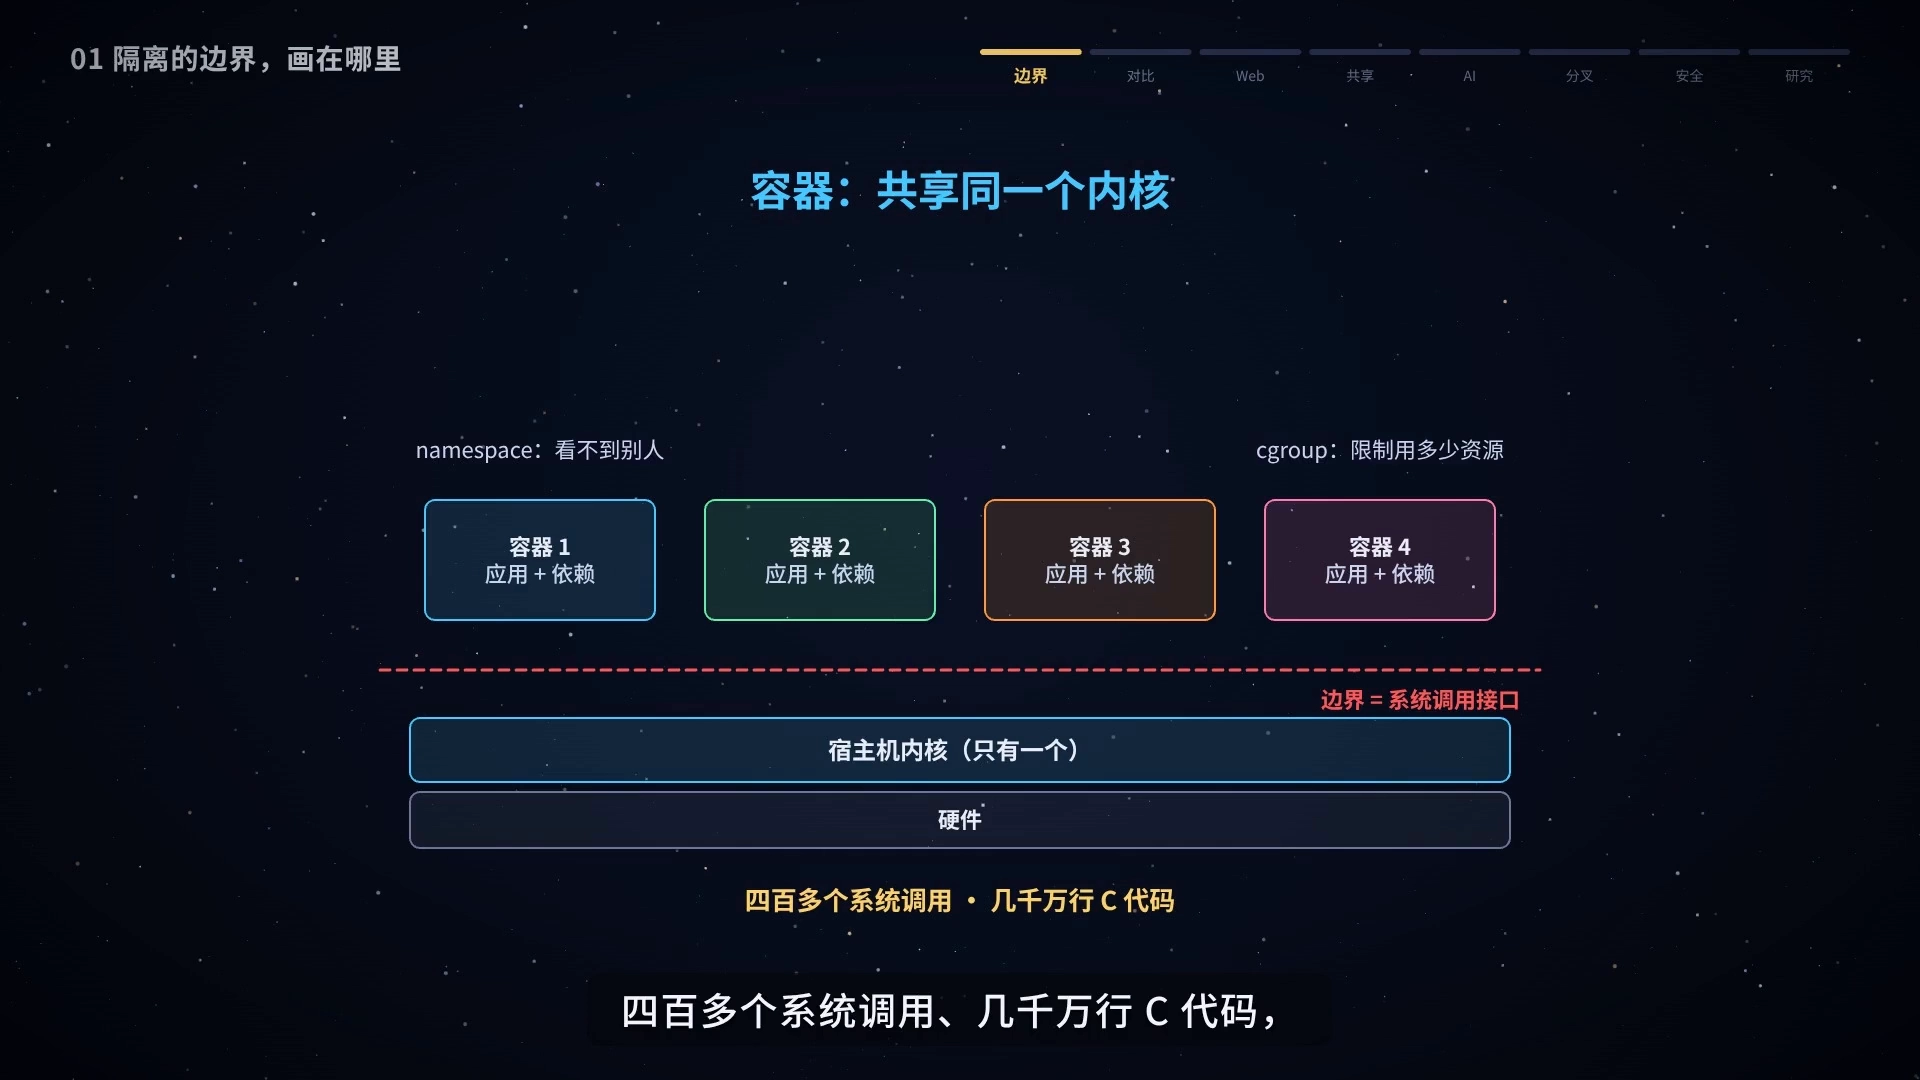 01 隔离的边界，画在哪里
边界
对比
Web
共享
AI
分叉
安全
研究
容器：共享同一个内核
namespace：看不到别人
cgroup：限制用多少资源
容器 1
应用 + 依赖
容器 2
应用 + 依赖
容器 3
应用 + 依赖
容器 4
应用 + 依赖
边界 = 系统调用接口
宿主机内核（只有一个）
硬件
四百多个系统调用 · 几千万行 C 代码
四百多个系统调用、几千万行 C 代码，